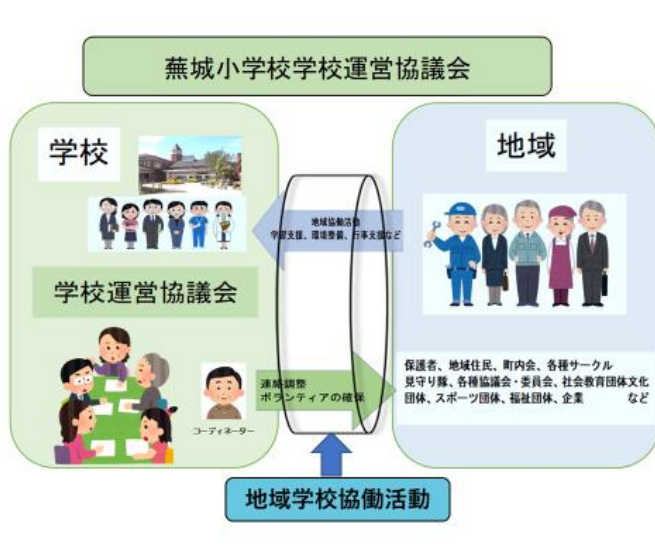 蕪城小学校学校運営協議会
学校
地域
地域協働活動
学習支援、環境整備、行事支援など
学校運営協議会
コーディネーター
連絡調整
ボランティアの確保
保護者、地域住民、町内会、各種サークル
見守り隊、各種協議会・委員会、社会教育団体文化
団体、スポーツ団体、福祉団体、企業 など
地域学校協働活動